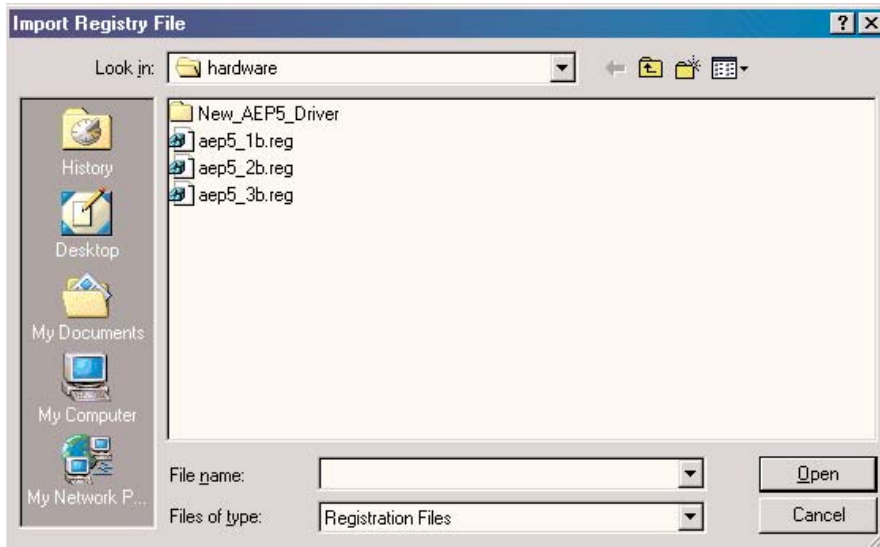 Import Registry File
Look in: hardware
History
Desktop
My Documents
My Computer
My Network P...
New_AEP5_Driver
aep5_1b.reg
aep5_2b.reg
aep5_3b.reg
File name:
Open
Files of type: Registration Files
Cancel